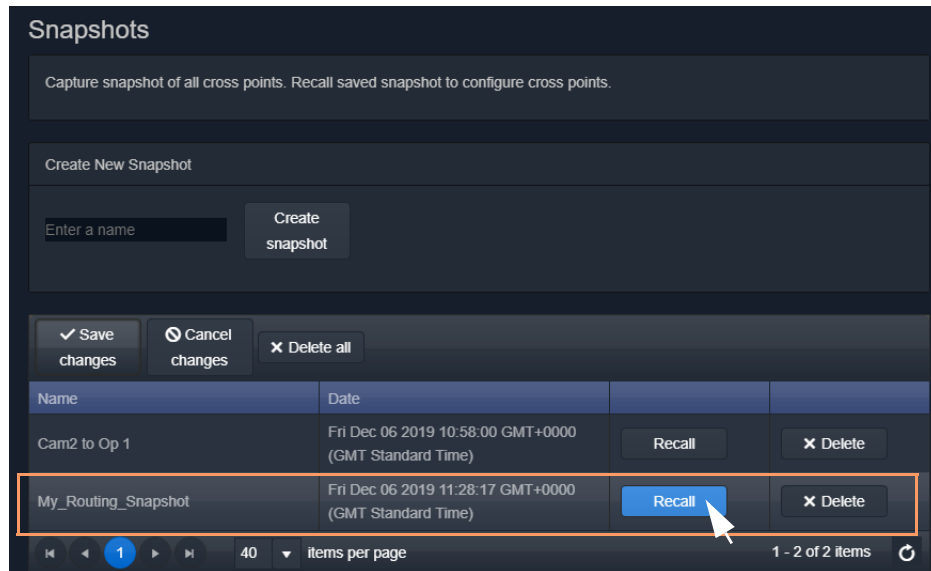 Snapshots
Capture snapshot of all cross points. Recall saved snapshot to configure cross points.
Create New Snapshot
Enter a name
Create
snapshot
Save
changes
Cancel
changes
Delete all
Name Date
Cam2 to Op 1
Fri Dec 06 2019 10:58:00 GMT+0000
(GMT Standard Time)
Recall
Delete
My_Routing_Snapshot
Fri Dec 06 2019 11:28:17 GMT+0000
(GMT Standard Time)
Recall
Delete
1 40 items per page 1 - 2 of 2 items